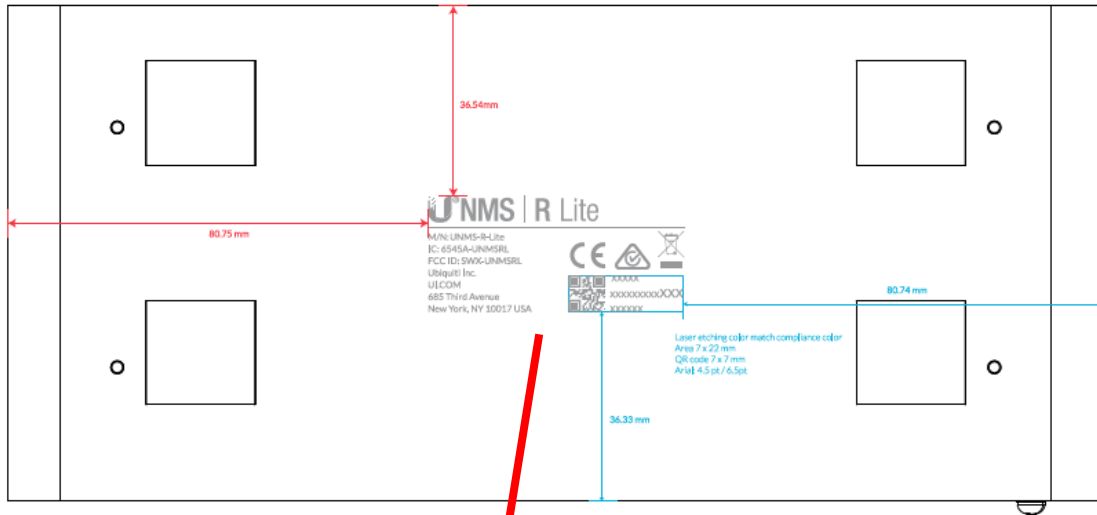 36.54mm
UNMS | R Lite
80.75 mm
M/N: UNMS-R-Lite
IC: 6545A-UNMSRL
FCC ID: SWX-UNMSRL
Ubiquiti Inc.
UI.COM
685 Third Avenue
New York, NY 10017 USA
CE
XXXXX
xxxxxxxxxXXX
xxxxxx
80.74 mm
Laser etching color match compliance color
Area 7 x 22 mm
QR code 7 x 7 mm
Arial: 4.5 pt / 6.5pt
36.33 mm